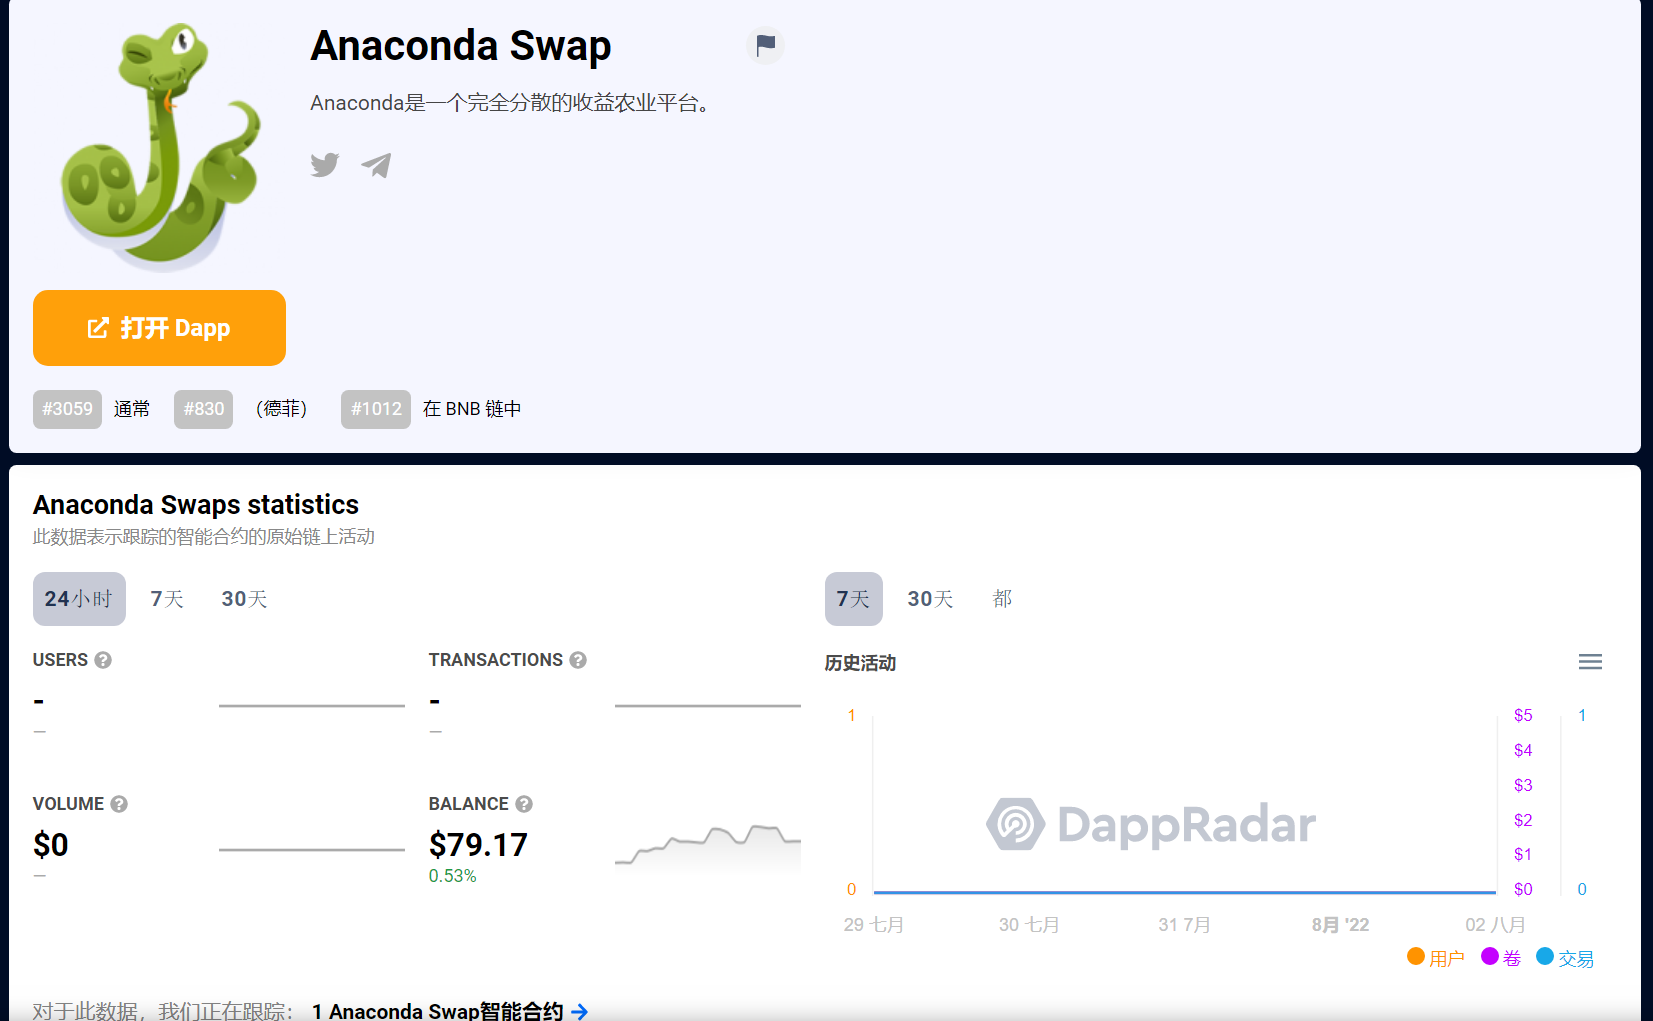 Anaconda Swap
Anaconda是一个完全分散的收益农业平台。
打开 Dapp
#3059 通常 #830 （德菲） #1012 在 BNB 链中
Anaconda Swaps statistics
此数据表示跟踪的智能合约的原始链上活动
24小时 7天 30天
USERS ?
-
–
TRANSACTIONS ?
-
–
VOLUME ?
$0
–
BALANCE ?
$79.17
0.53%
7天 30天 都
历史活动
1 $5 1
$4
$3
DappRadar
$2
$1
0 $0 0
29 七月 30 七月 31 7月 8月 '22 02 八月
用户 卷 交易
对于此数据，我们正在跟踪： 1 Anaconda Swap智能合约 →